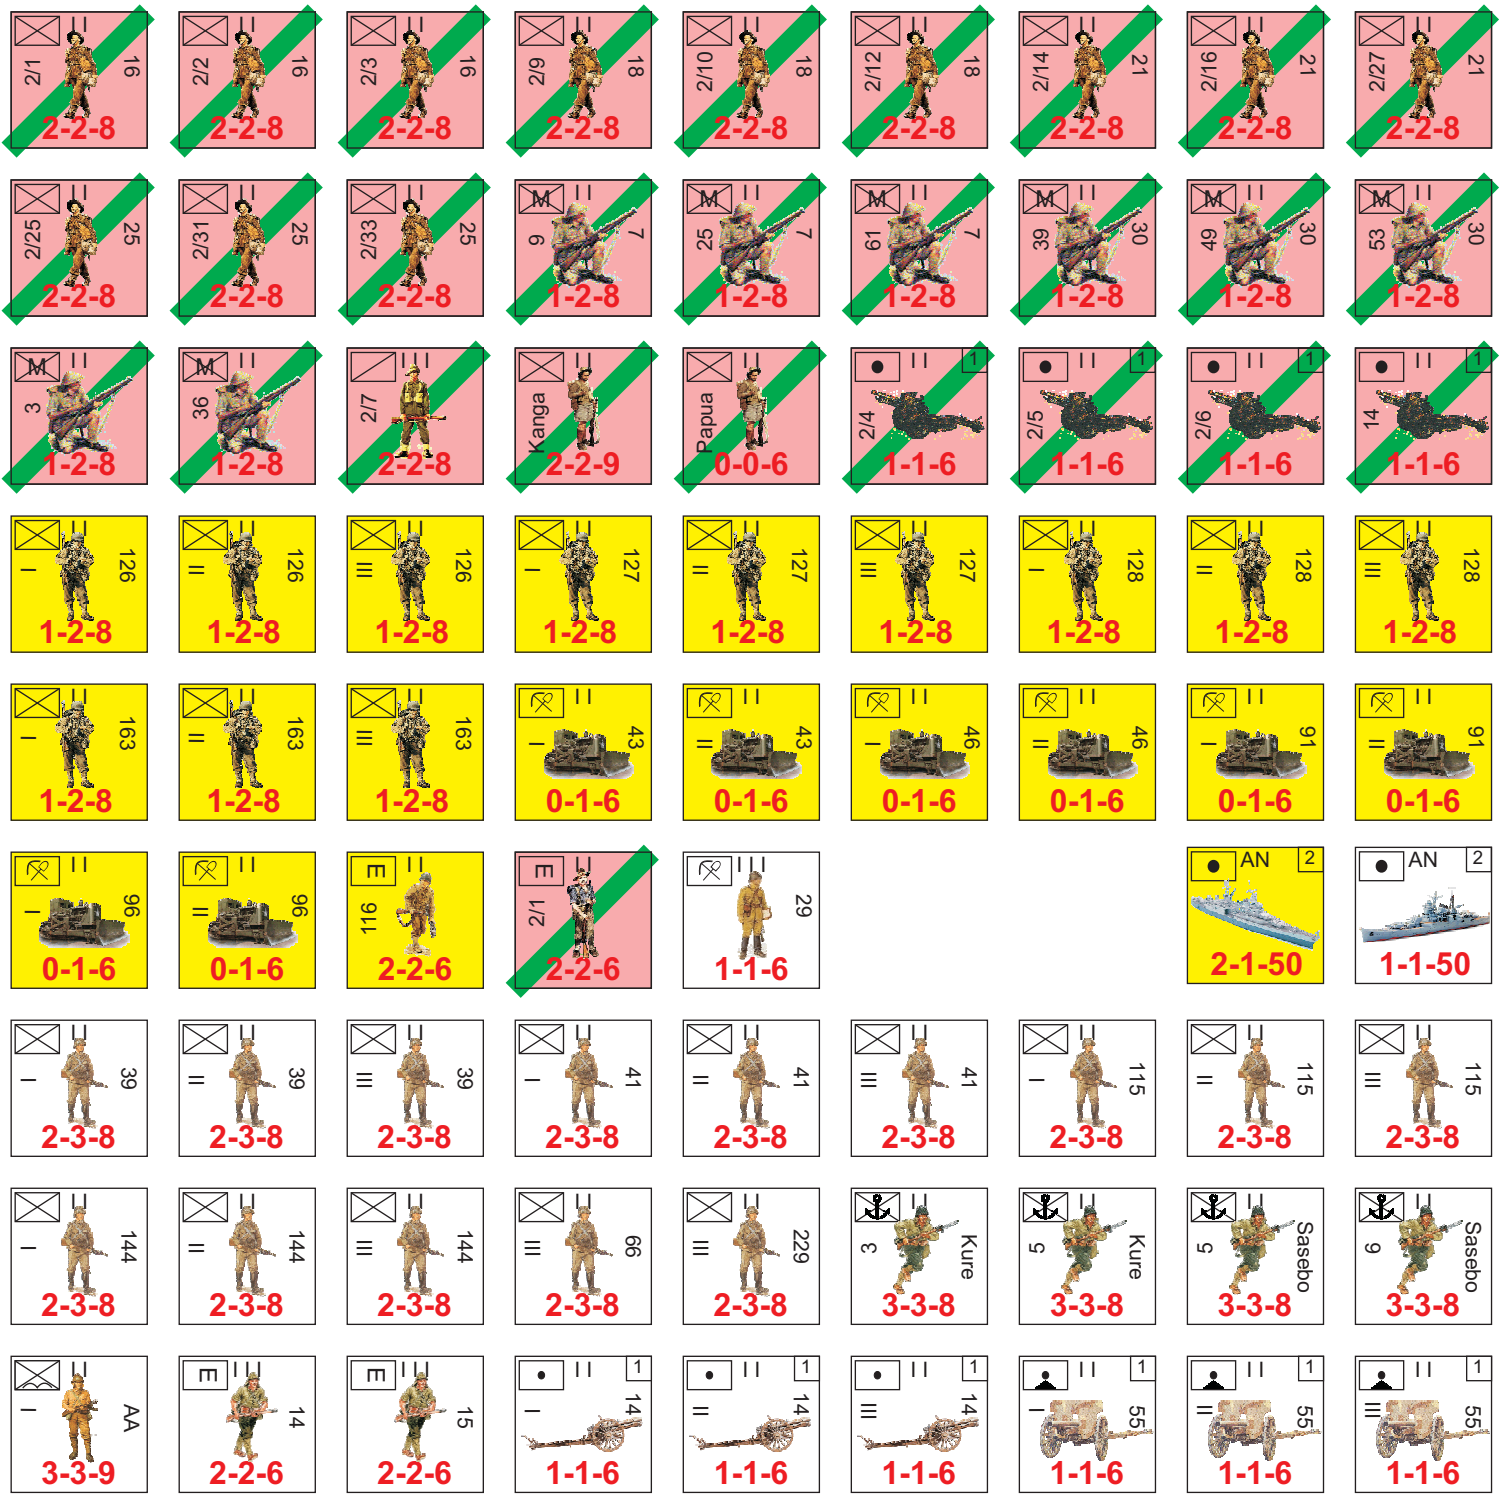 2/1 II 16 2-2-8
2/2 II 16 2-2-8
2/3 II 16 2-2-8
2/9 II 18 2-2-8
2/10 II 18 2-2-8
2/12 II 18 2-2-8
2/14 II 21 2-2-8
2/16 II 21 2-2-8
2/27 II 21 2-2-8
2/25 II 25 2-2-8
2/31 II 25 2-2-8
2/33 II 25 2-2-8
M II 9 7 1-2-8
M II 25 7 1-2-8
M II 61 7 1-2-8
M II 39 30 1-2-8
M II 49 30 1-2-8
M II 53 30 1-2-8
M II 3 1-2-8
M II 36 1-2-8
III 2/7 2-2-8
II Kanga 2-2-9
II Papua 0-0-6
II 1 2/4 1-1-6
II 1 2/5 1-1-6
II 1 2/6 1-1-6
II 1 14 1-1-6
II I 126 1-2-8
II II 126 1-2-8
II III 126 1-2-8
II I 127 1-2-8
II II 127 1-2-8
II III 127 1-2-8
II I 128 1-2-8
II II 128 1-2-8
II III 128 1-2-8
II I 163 1-2-8
II II 163 1-2-8
II III 163 1-2-8
II I 43 0-1-6
II II 43 0-1-6
II I 46 0-1-6
II II 46 0-1-6
II I 91 0-1-6
II II 91 0-1-6
II I 96 0-1-6
II II 96 0-1-6
E II 116 2-2-6
E II 2/1 2-2-6
III 29 1-1-6
AN 2 2-1-50
AN 2 1-1-50
II I 39 2-3-8
II II 39 2-3-8
II III 39 2-3-8
II I 41 2-3-8
II II 41 2-3-8
II III 41 2-3-8
II I 115 2-3-8
II II 115 2-3-8
II III 115 2-3-8
II I 144 2-3-8
II II 144 2-3-8
II III 144 2-3-8
II III 66 2-3-8
II III 229 2-3-8
II 3 Kure 3-3-8
II 5 Kure 3-3-8
II 5 Sasebo 3-3-8
II 6 Sasebo 3-3-8
II I AA 3-3-9
E III 14 2-2-6
E III 15 2-2-6
II 1 I 14 1-1-6
II 1 II 14 1-1-6
II 1 III 14 1-1-6
II 1 I 55 1-1-6
II 1 II 55 1-1-6
II 1 III 55 1-1-6